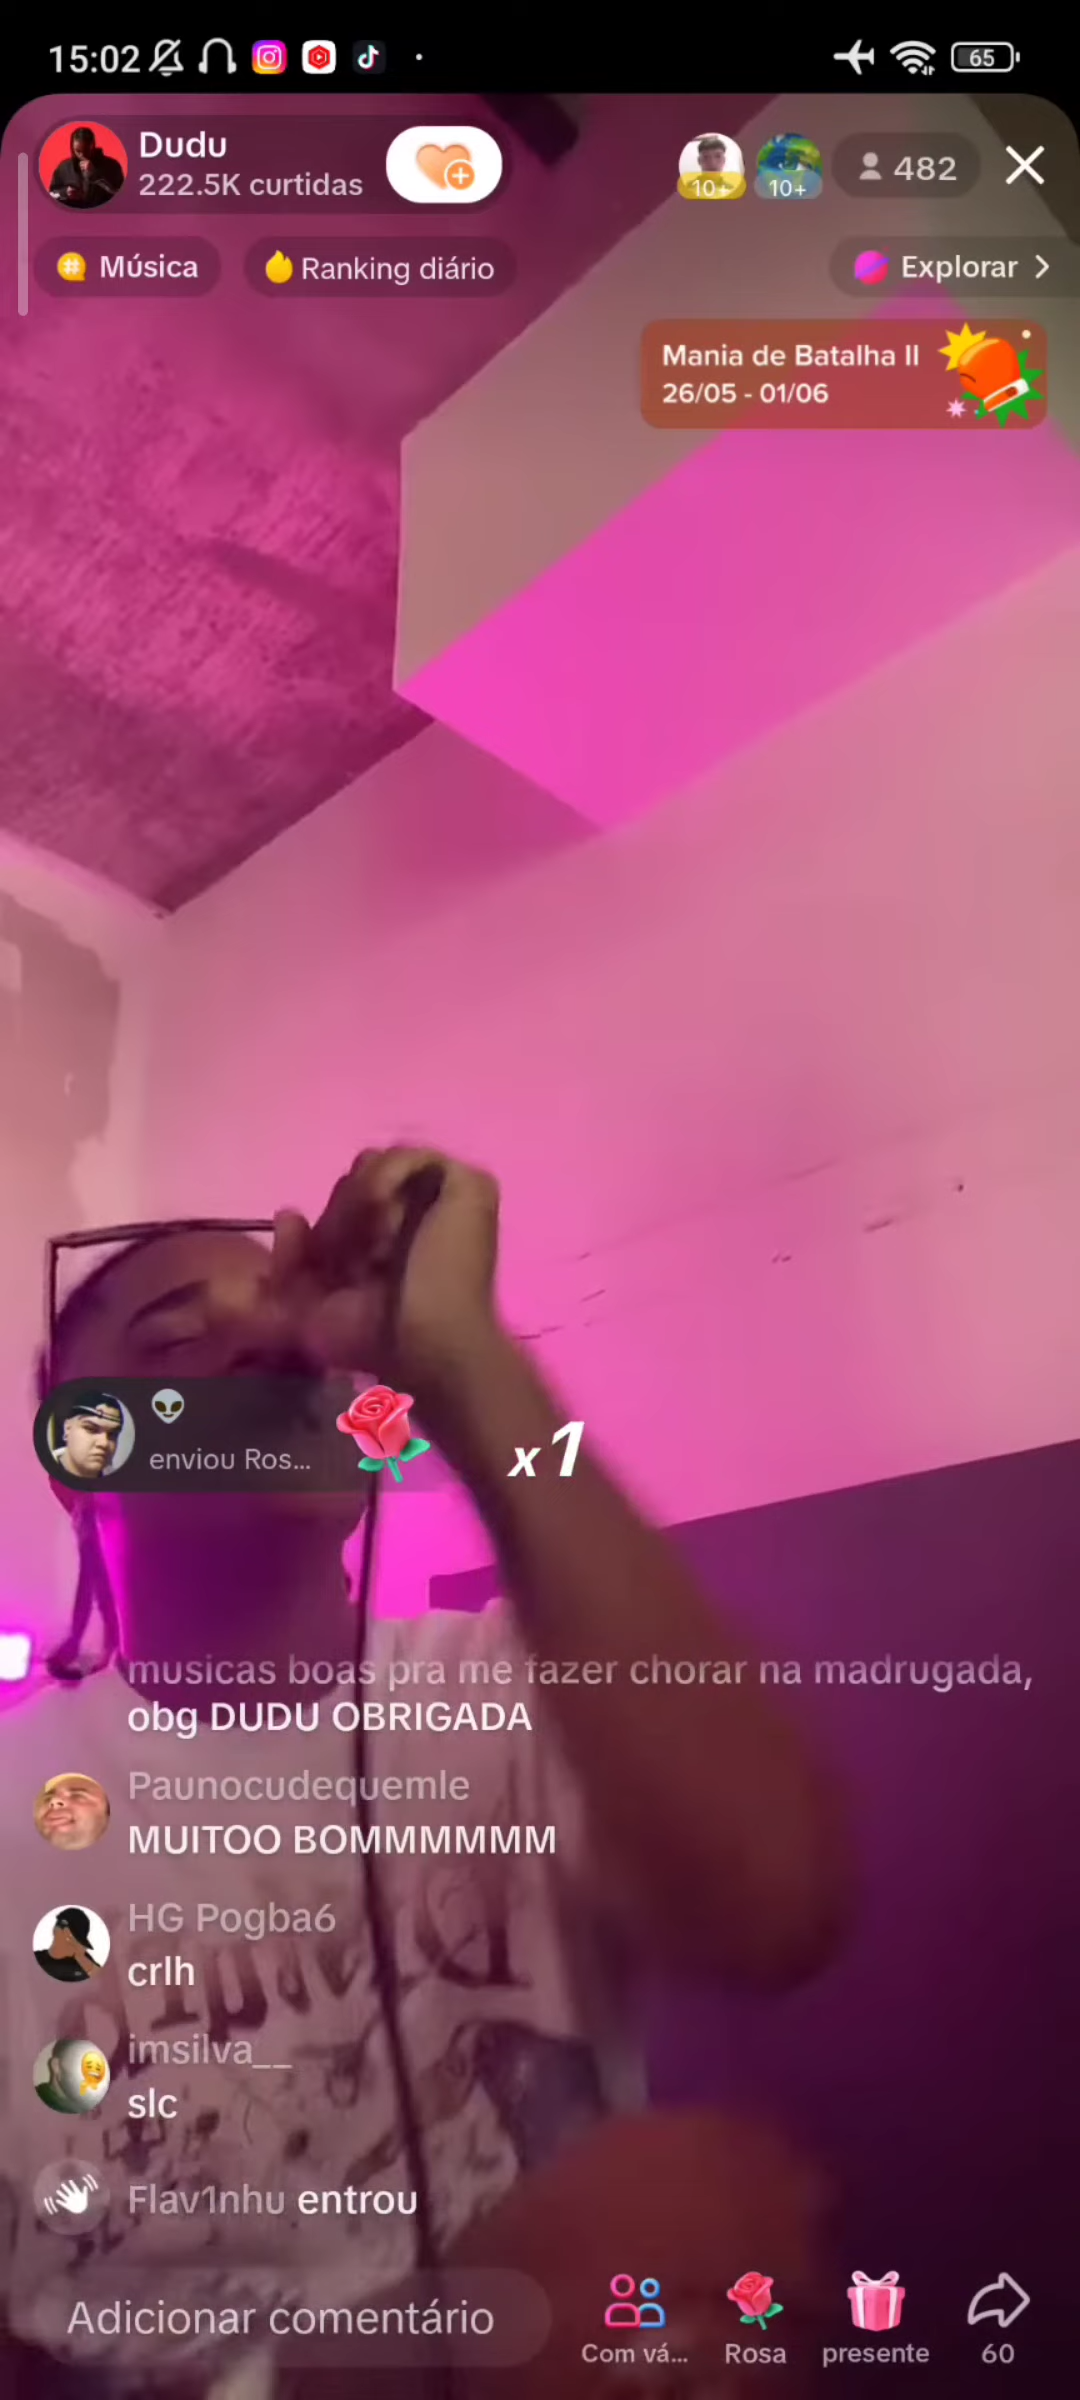 15:02
65
Dudu
222.5K curtidas
10+
10+
482
Música
Ranking diário
Explorar
Mania de Batalha II
26/05 - 01/06
enviou Ros...
x1
musicas boas pra me fazer chorar na madrugada,
obg DUDU OBRIGADA
Paunocudequemle
MUITOO BOMMMMMM
HG Pogba6
crlh
imsilva__
slc
Flav1nhu entrou
Adicionar comentário
Com vá...
Rosa
presente
60